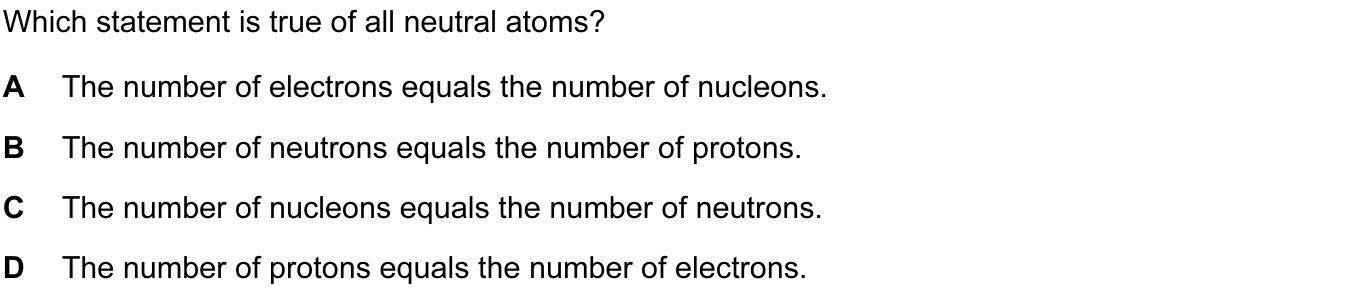 Which statement is true of all neutral atoms?
A The number of electrons equals the number of nucleons.
B The number of neutrons equals the number of protons.
C The number of nucleons equals the number of neutrons.
D The number of protons equals the number of electrons.